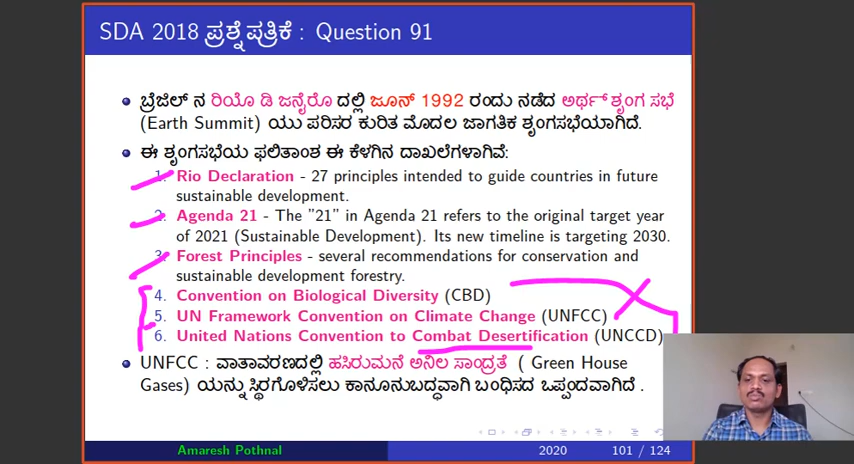 SDA 2018 ಪ್ರಶ್ನೆಪತ್ರಿಕೆ : Question 91
ಬ್ರೆಜಿಲ್ ನ ರಿಯೊ ಡಿ ಜನೈರೊ ದಲ್ಲಿ ಜೂನ್ 1992 ರಂದು ನಡೆದ ಅರ್ಥ್ ಶೃಂಗ ಸಭೆ
(Earth Summit) ಯು ಪರಿಸರ ಕುರಿತ ಮೊದಲ ಜಾಗತಿಕ ಶೃಂಗಸಭೆಯಾಗಿದೆ.
ಈ ಶೃಂಗಸಭೆಯ ಫಲಿತಾಂಶ ಈ ಕೆಳಗಿನ ದಾಖಲೆಗಳಾಗಿವೆ:
1. Rio Declaration - 27 principles intended to guide countries in future
sustainable development.
2. Agenda 21 - The "21" in Agenda 21 refers to the original target year
of 2021 (Sustainable Development). Its new timeline is targeting 2030.
3. Forest Principles - several recommendations for conservation and
sustainable development forestry.
4. Convention on Biological Diversity (CBD)
5. UN Framework Convention on Climate Change (UNFCC)
6. United Nations Convention to Combat Desertification (UNCCD)
UNFCC : ವಾತಾವರಣದಲ್ಲಿ ಹಸಿರುಮನೆ ಅನಿಲ ಸಾಂದ್ರತೆ ( Green House
Gases) ಯನ್ನು ಸ್ಥಿರಗೊಳಿಸಲು ಕಾನೂನುಬದ್ಧವಾಗಿ ಬಂಧಿಸದ ಒಪ್ಪಂದವಾಗಿದೆ .
Amaresh Pothnal 2020 101 / 124